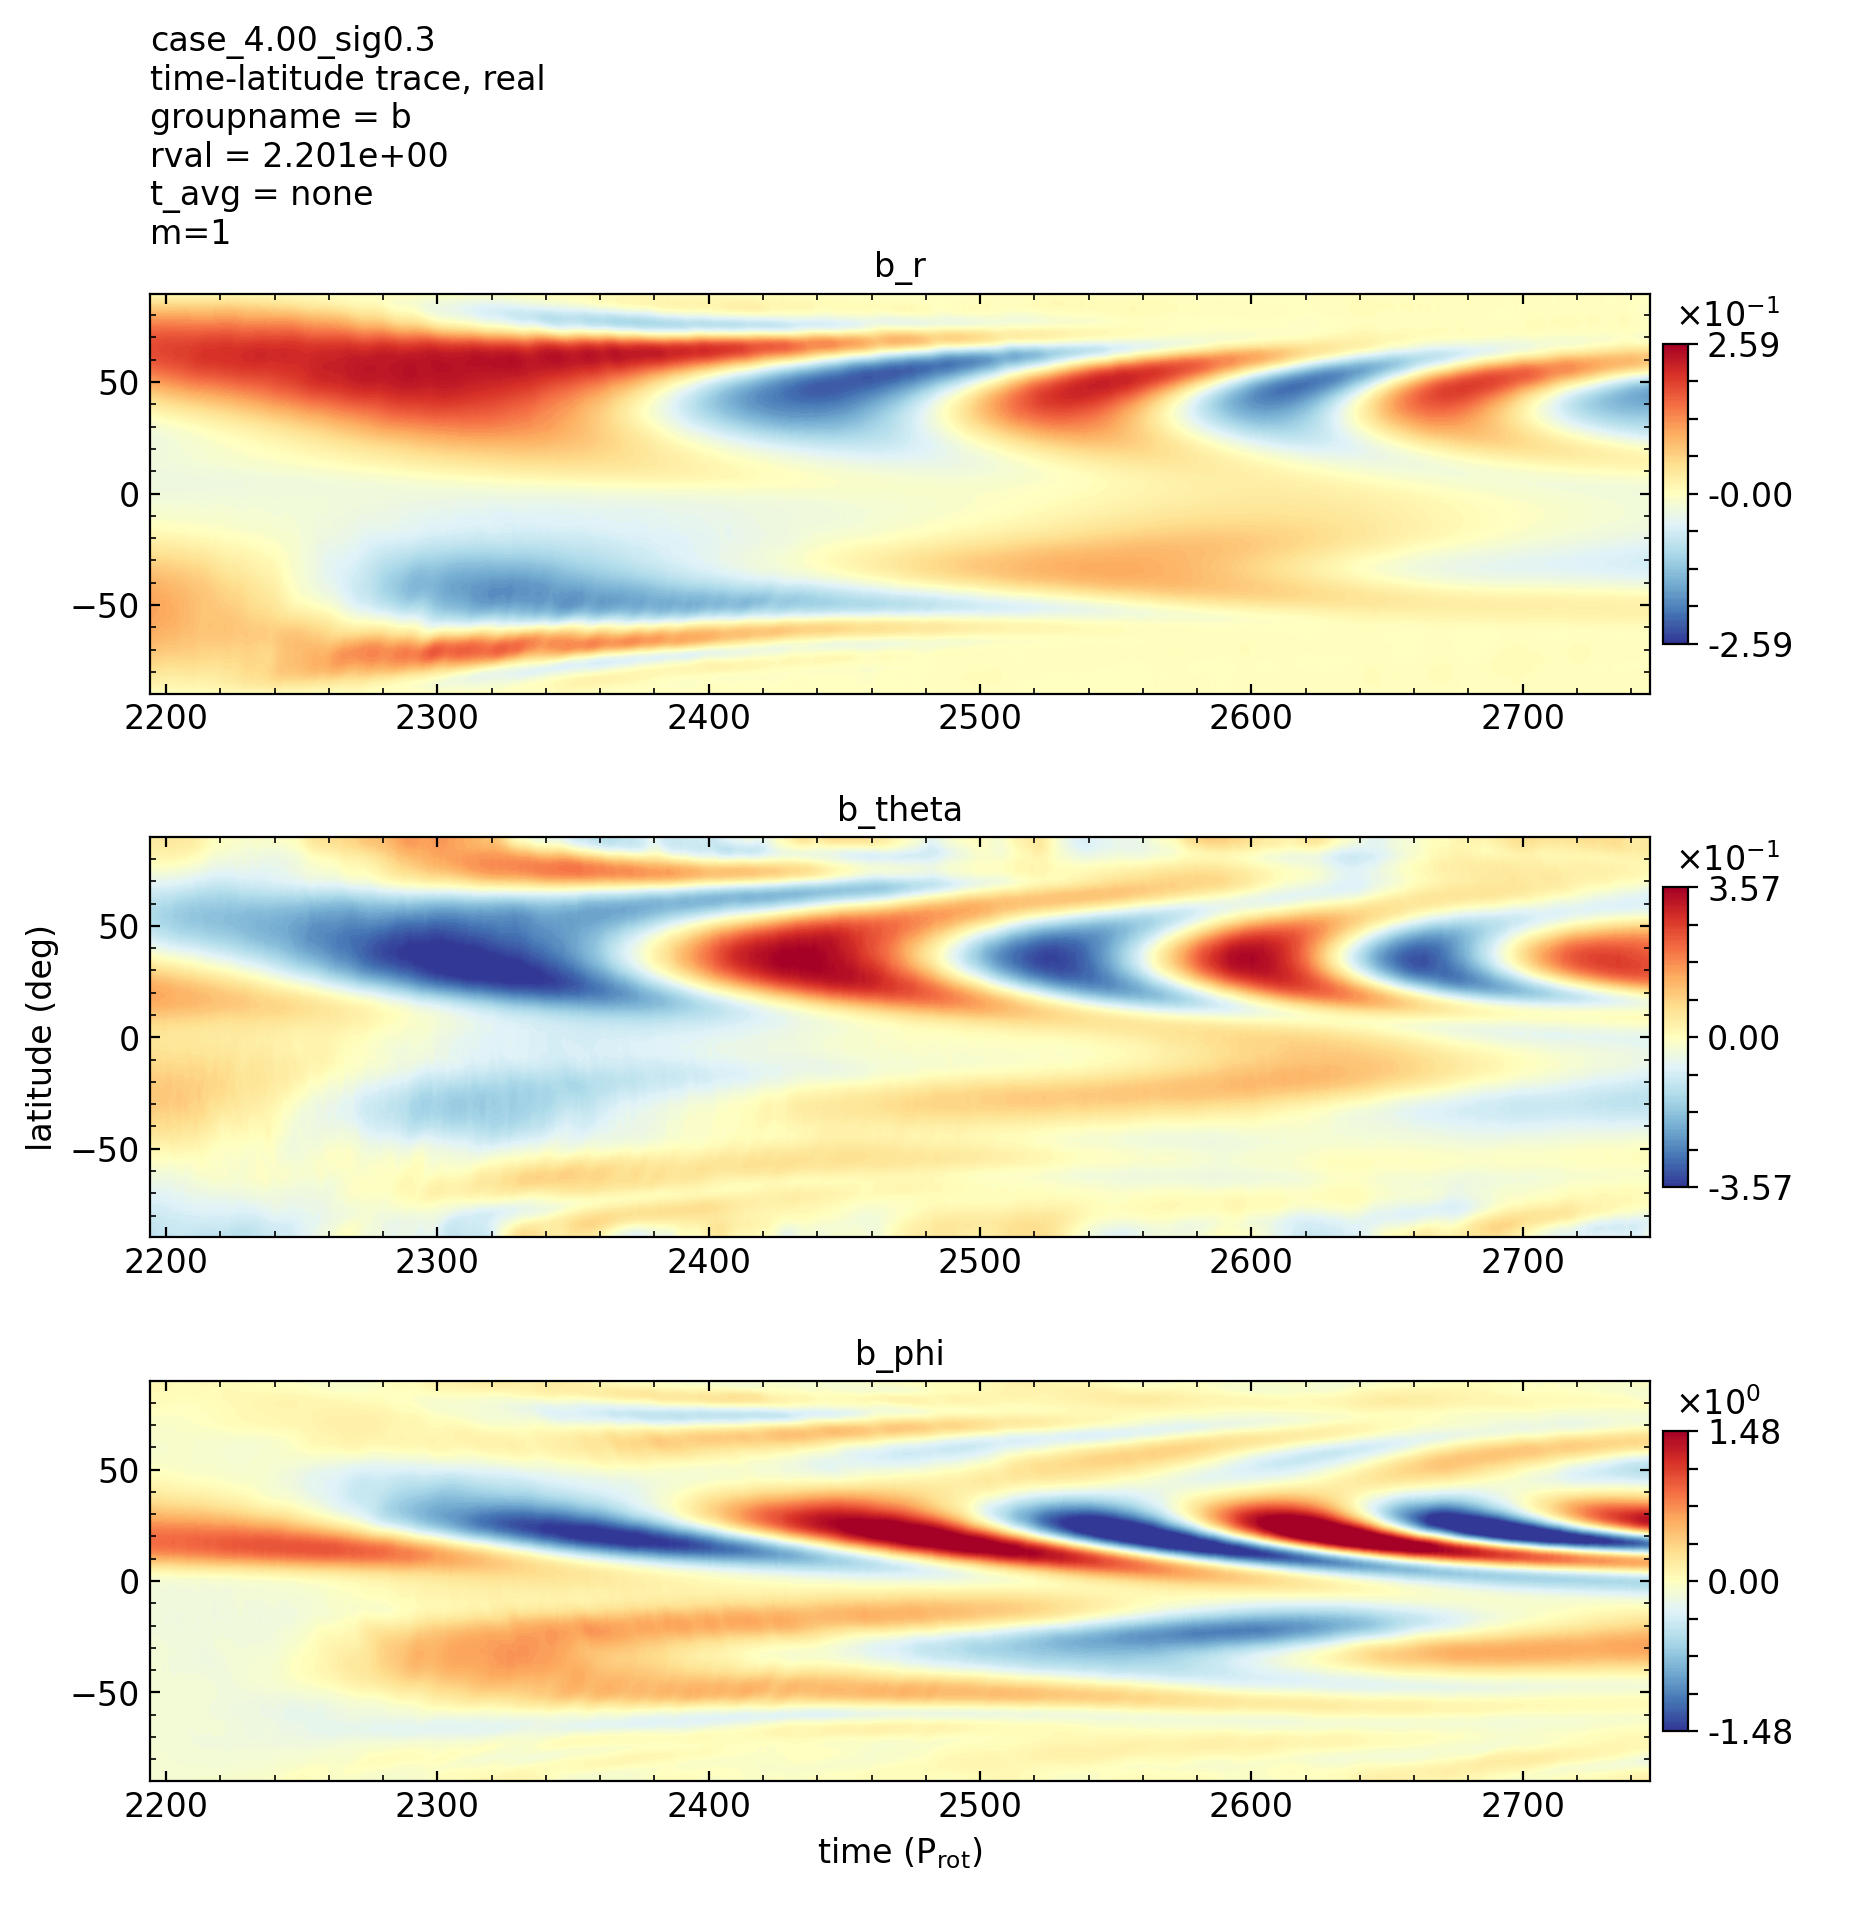 case_4.00_sig0.3
time-latitude trace, real
groupname = b
rval = 2.201e+00
t_avg = none
m=1
b_r
×10⁻¹
2.59
-0.00
-2.59
50
0
−50
2200 2300 2400 2500 2600 2700
b_theta
×10⁻¹
3.57
0.00
-3.57
latitude (deg)
50
0
−50
2200 2300 2400 2500 2600 2700
b_phi
×10⁰
1.48
0.00
-1.48
50
0
−50
2200 2300 2400 2500 2600 2700
time (P_rot)